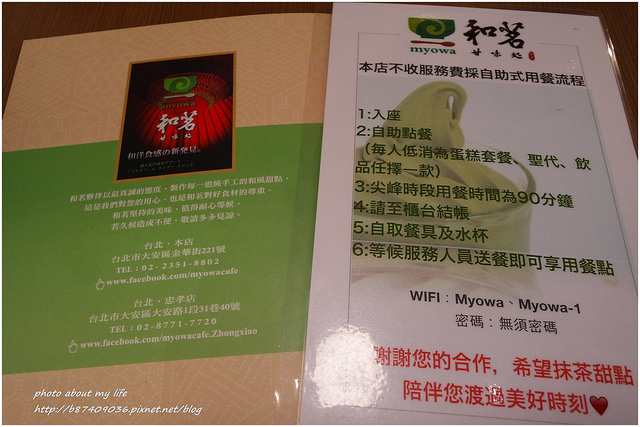 myowa
和茗
和洋食感の新発見。
和茗夥伴以最真誠的態度,製作每一道純手工的和風甜點,
這是我們對您的用心,也是和茗對好食材的尊重。
和茗堅持的美味,值得耐心等候,
若久候造成不便,敬請多多見諒。
台北.本店
台北市大安區金華街221號
TEL:02-2351-8802
www.facebook.com/myowacafe
台北.忠孝店
台北市大安區大安路1段31巷40號
TEL:02-8771-7720
www.facebook.com/myowacafe.Zhongxiao
myowa
和茗
甘味処
本店不收服務費採自助式用餐流程
1:入座
2:自助點餐
(每人低消為蛋糕套餐、聖代、飲
品任擇一款)
3:尖峰時段用餐時間為90分鐘
4:請至櫃台結帳
5:自取餐具及水杯
6:等候服務人員送餐即可享用餐點
WIFI:Myowa、Myowa-1
密碼:無須密碼
謝謝您的合作,希望抹茶甜點
陪伴您渡過美好時刻♥
photo about my life
http://b87409036.pixnet.net/blog